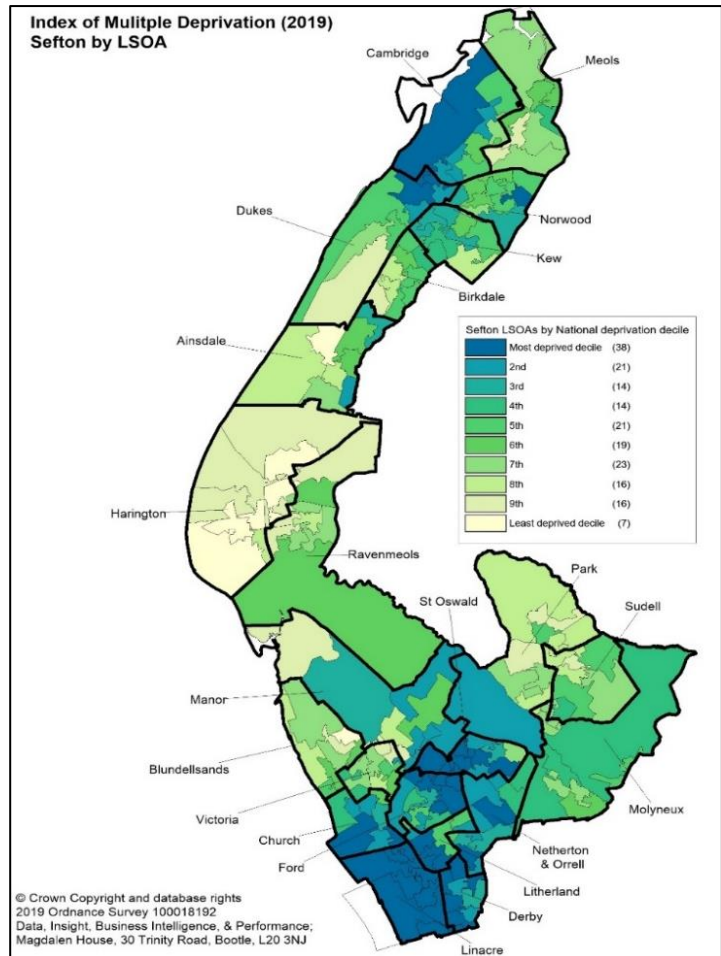 Index of Mulitple Deprivation (2019)
Sefton by LSOA
Cambridge
Meols
Dukes
Norwood
Kew
Birkdale
Ainsdale
Sefton LSOAs by National deprivation decile
Most deprived decile (38)
2nd (21)
3rd (14)
4th (14)
5th (21)
6th (19)
7th (23)
8th (16)
9th (16)
Least deprived decile (7)
Harington
Ravenmeols
Park
St Oswald
Sudell
Manor
Blundellsands
Molyneux
Victoria
Church
Netherton
& Orrell
Ford
Litherland
Derby
Linacre
© Crown Copyright and database rights
2019 Ordnance Survey 100018192
Data, Insight, Business Intelligence, & Performance;
Magdalen House, 30 Trinity Road, Bootle, L20 3NJ